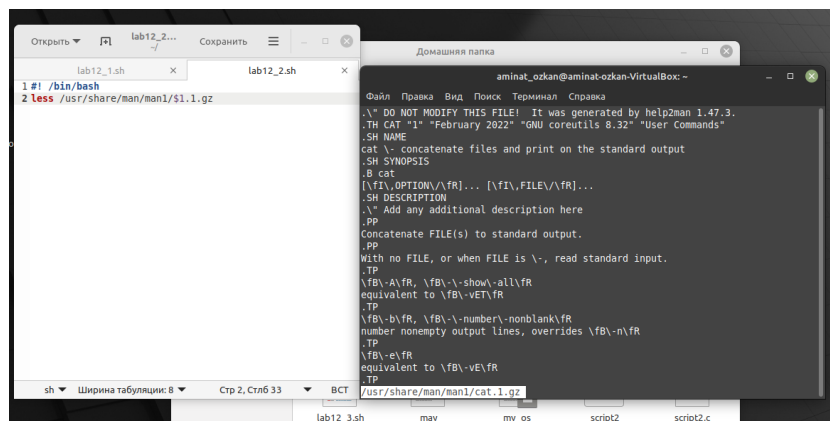 Открыть
lab12_2...
~/
Сохранить
lab12_1.sh
lab12_2.sh
1 #! /bin/bash
2 less /usr/share/man/man1/$1.1.gz
sh
Ширина табуляции: 8
Стр 2, Стлб 33
ВСТ
Домашняя папка
aminat_ozkan@aminat-ozkan-VirtualBox: ~
Файл Правка Вид Поиск Терминал Справка
.\" DO NOT MODIFY THIS FILE!  It was generated by help2man 1.47.3.
.TH CAT "1" "February 2022" "GNU coreutils 8.32" "User Commands"
.SH NAME
cat \- concatenate files and print on the standard output
.SH SYNOPSIS
.B cat
[\fI\,OPTION\/\fR]... [\fI\,FILE\/\fR]...
.SH DESCRIPTION
.\" Add any additional description here
.PP
Concatenate FILE(s) to standard output.
.PP
With no FILE, or when FILE is \-, read standard input.
.TP
\fB\-A\fR, \fB\-\-show\-all\fR
equivalent to \fB\-vET\fR
.TP
\fB\-b\fR, \fB\-\-number\-nonblank\fR
number nonempty output lines, overrides \fB\-n\fR
.TP
\fB\-e\fR
equivalent to \fB\-vE\fR
.TP
/usr/share/man/man1/cat.1.gz
lab12_3.sh
may
my_os
script2
script2.c